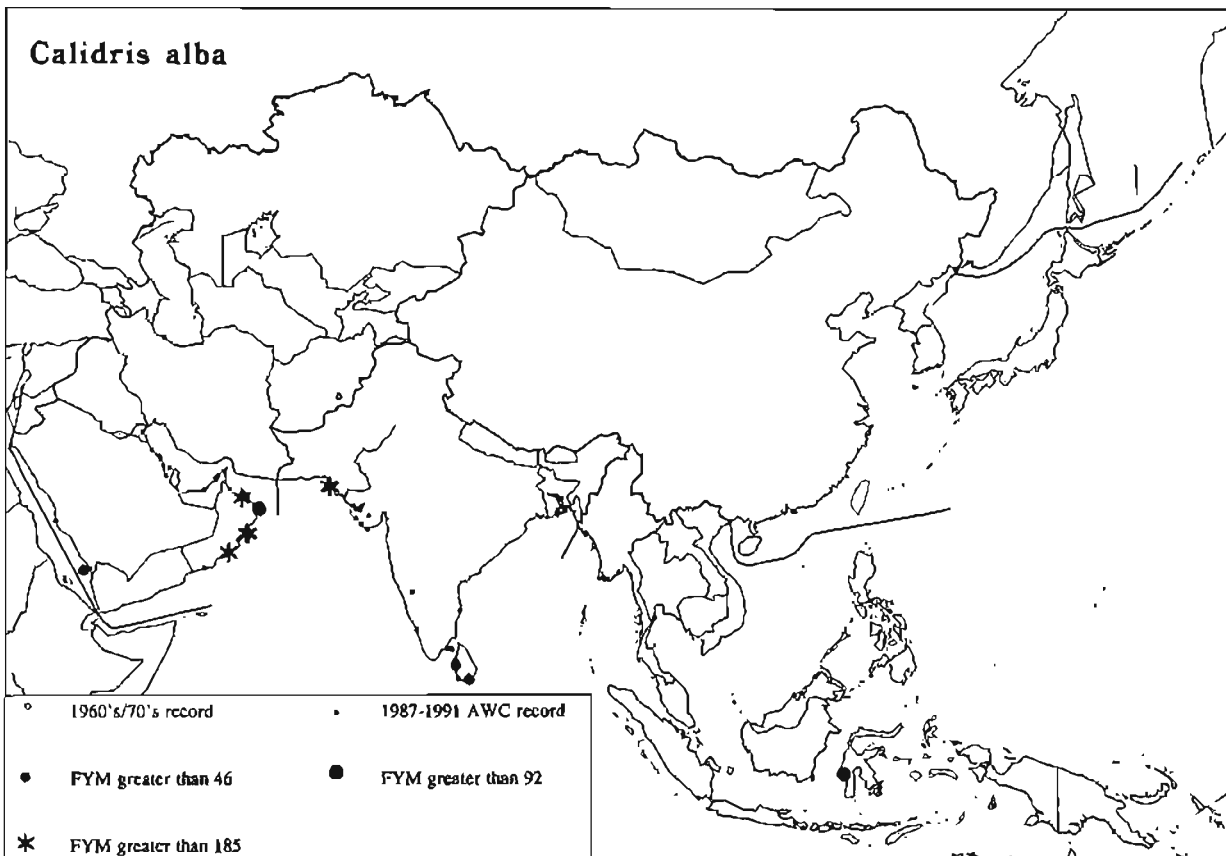 Calidris alba
1960's/70's record
1987-1991 AWC record
FYM greater than 46
FYM greater than 92
FYM greater than 185